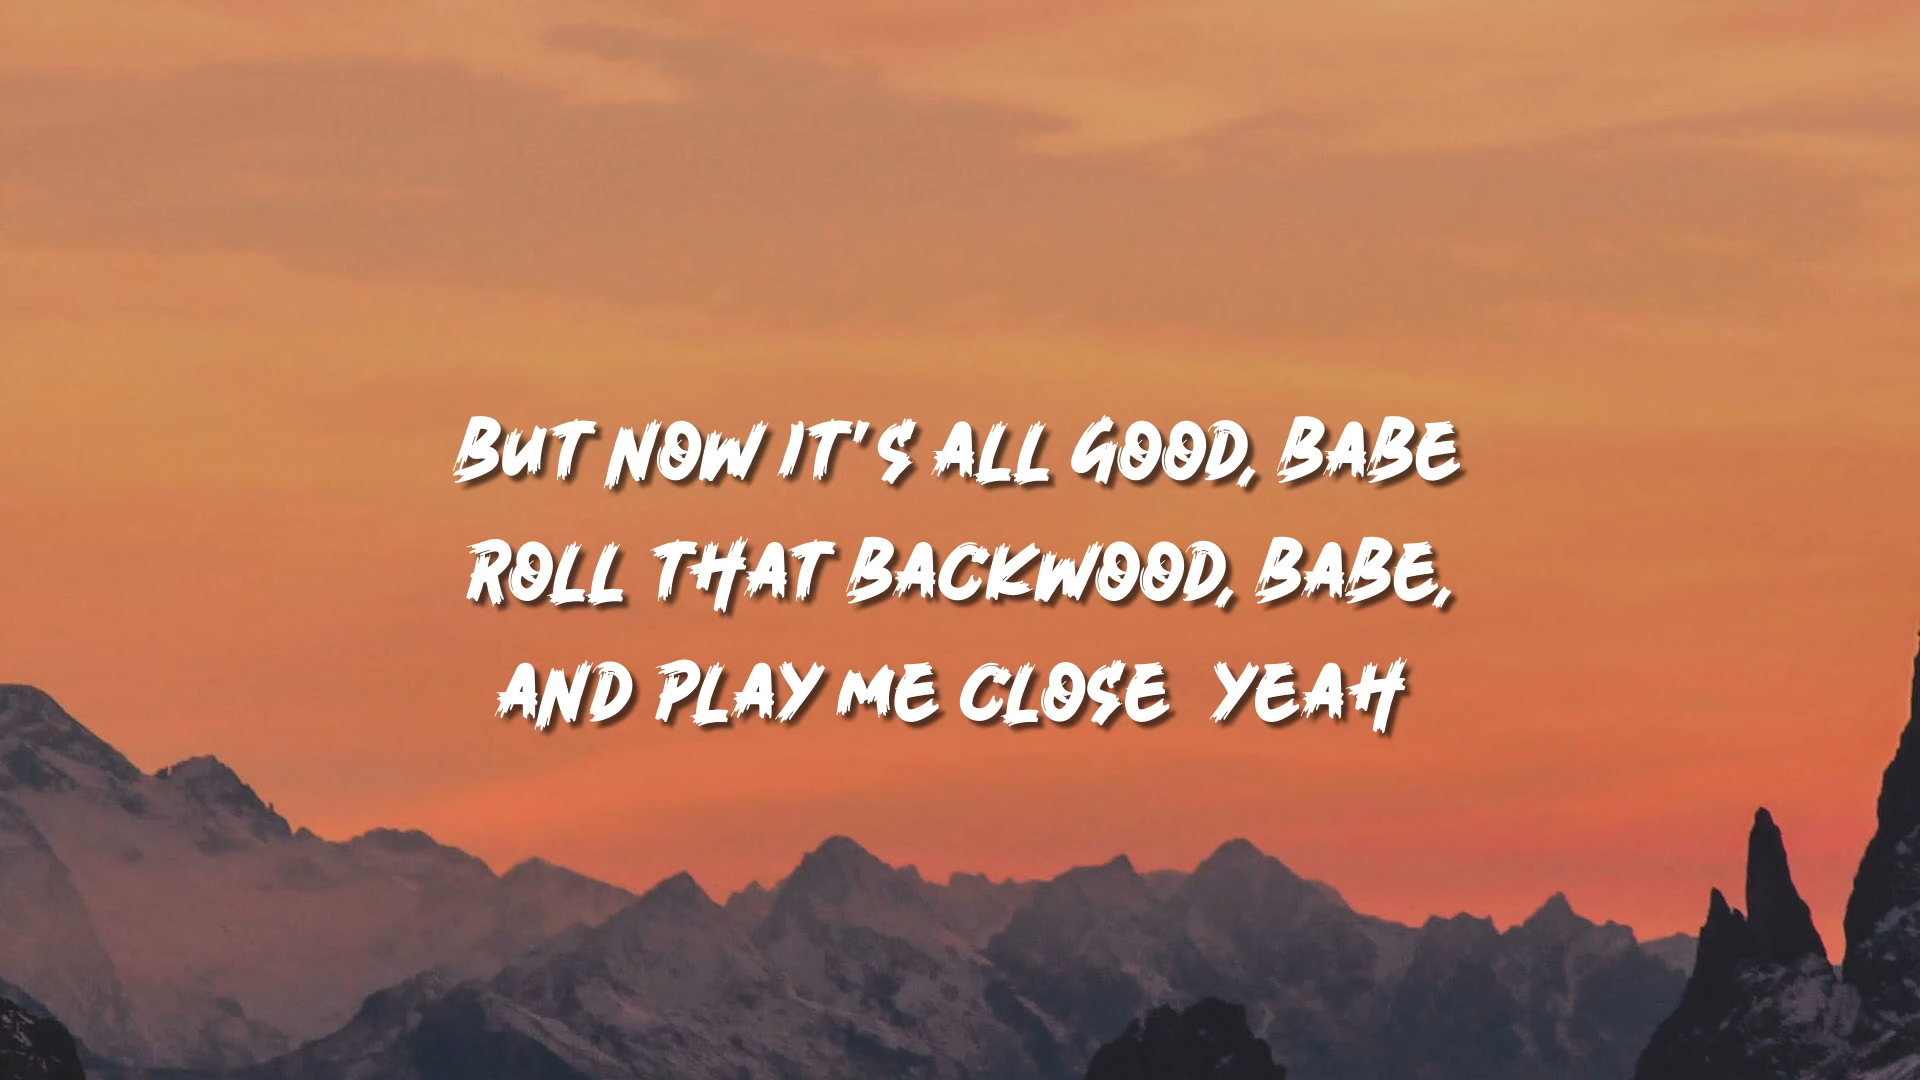 BUT NOW IT'S ALL GOOD, BABE
ROLL THAT BACKWOOD, BABE,
AND PLAY ME CLOSE YEAH